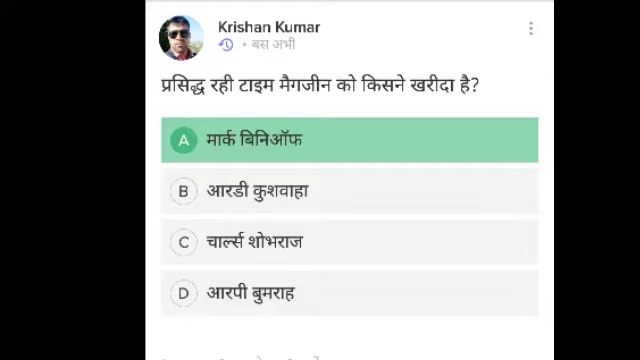 Krishan Kumar
• बस अभी
प्रसिद्ध रही टाइम मैगजीन को किसने खरीदा है?
A मार्क बिनिऑफ
B आरडी कुशवाहा
C चार्ल्स शोभराज
D आरपी बुमराह